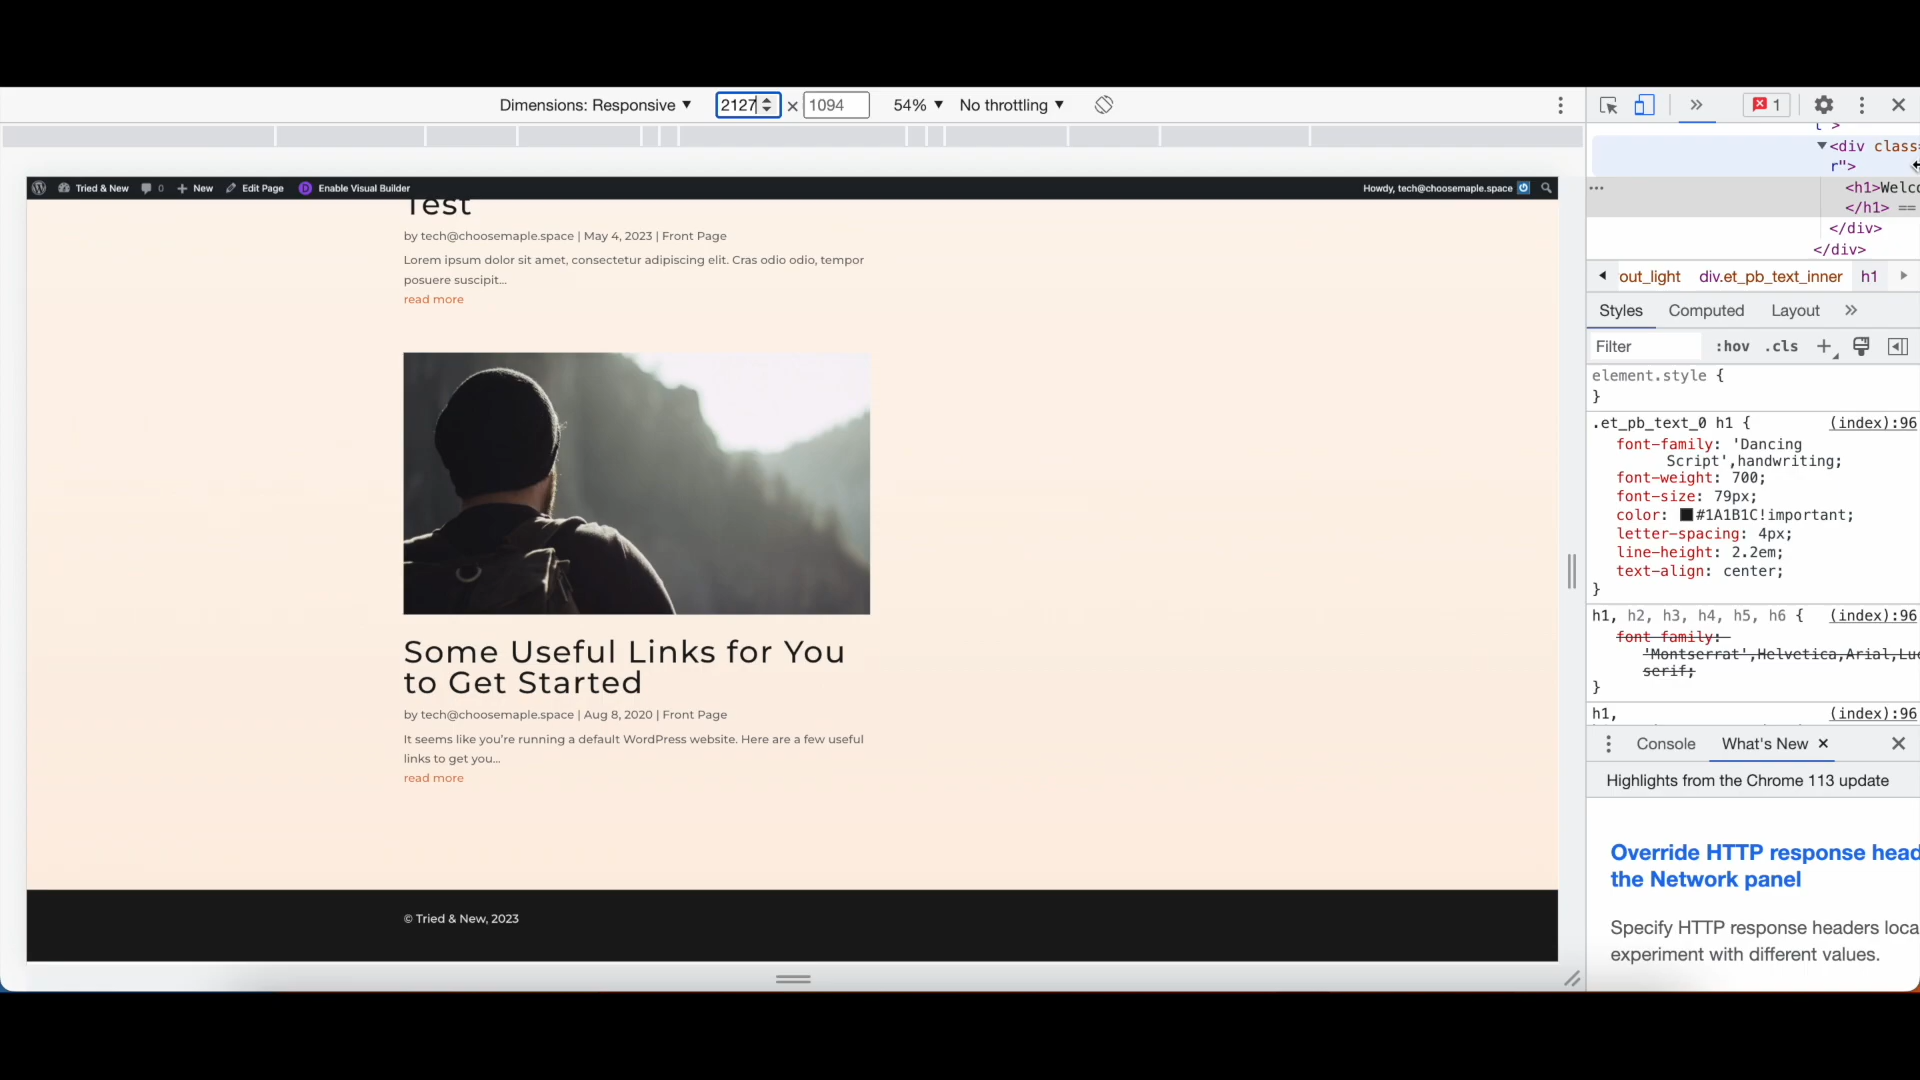 Dimensions: Responsive ▼ 2127 × 1094 54% ▼ No throttling ▼
1
Tried & New 0 New Edit Page D Enable Visual Builder Howdy, tech@choosemaple.space
Test
by tech@choosemaple.space | May 4, 2023 | Front Page
Lorem ipsum dolor sit amet, consectetur adipiscing elit. Cras odio odio, tempor
posuere suscipit...
read more
Some Useful Links for You
to Get Started
by tech@choosemaple.space | Aug 8, 2020 | Front Page
It seems like you're running a default WordPress website. Here are a few useful
links to get you...
read more
© Tried & New, 2023
<div class=
r">
<h1>Welco
</h1> ==
</div>
</div>
out_light div.et_pb_text_inner h1
Styles Computed Layout »
Filter :hov .cls +
element.style {
}
.et_pb_text_0 h1 { (index):96
font-family: 'Dancing
Script',handwriting;
font-weight: 700;
font-size: 79px;
color: #1A1B1C!important;
letter-spacing: 4px;
line-height: 2.2em;
text-align: center;
}
h1, h2, h3, h4, h5, h6 { (index):96
font-family:
'Montserrat',Helvetica,Arial,Luc
serif;
}
h1, (index):96
Console What's New ×
Highlights from the Chrome 113 update
Override HTTP response head
the Network panel
Specify HTTP response headers loca
experiment with different values.